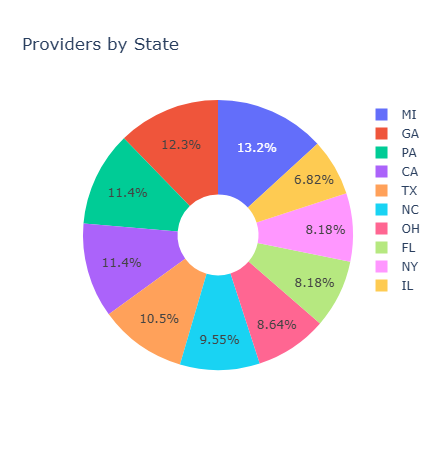 Providers by State
13.2%
12.3%
11.4%
11.4%
10.5%
9.55%
8.64%
8.18%
8.18%
6.82%
MI
GA
PA
CA
TX
NC
OH
FL
NY
IL